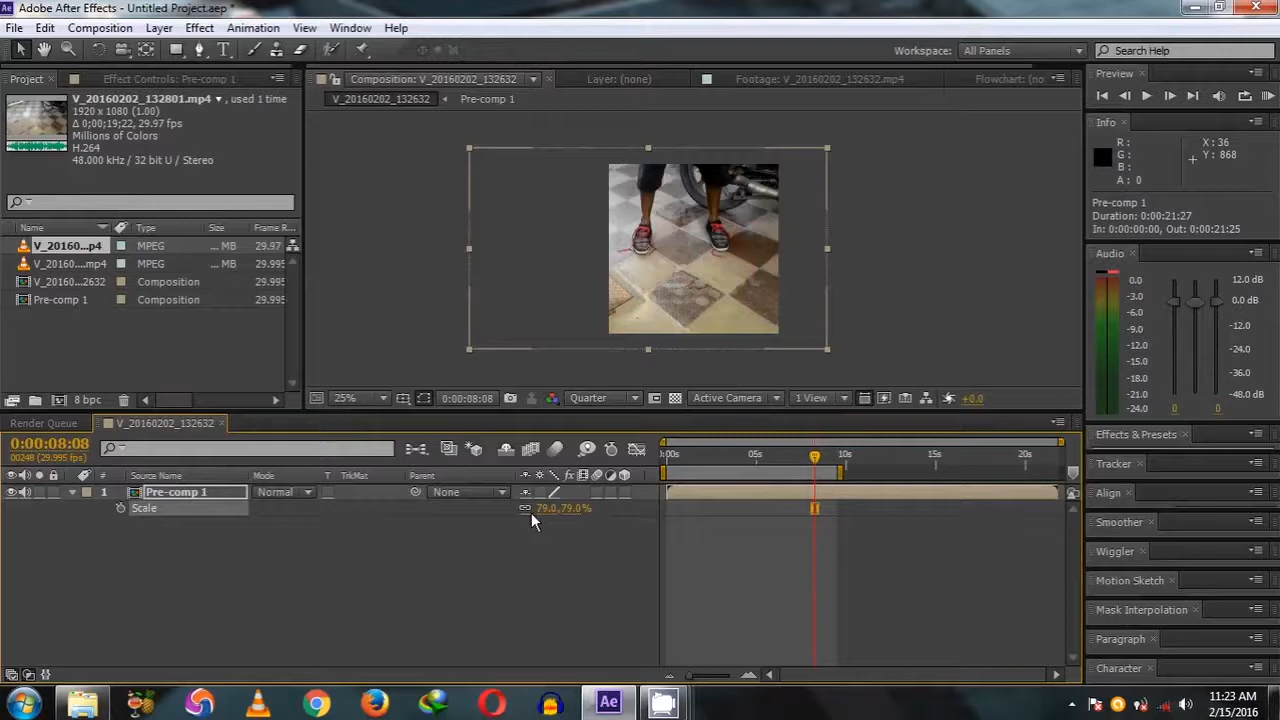 Adobe After Effects - Untitled Project.aep *
File Edit Composition Layer Effect Animation View Window Help
Workspace: All Panels Search Help
Project Effect Controls: Pre-comp 1
V_20160202_132801.mp4 , used 1 time
1920 x 1080 (1.00)
Δ 0;00;19;22, 29.97 fps
Millions of Colors
H.264
48.000 kHz / 32 bit U / Stereo
Name Type Size Frame R...
V_20160...p4 MPEG ... MB 29.97
V_20160....mp4 MPEG ... MB 29.995
V_20160...2632 Composition 29.995
Pre-comp 1 Composition 29.995
8 bpc
Composition: V_20160202_132632 Layer: (none) Footage: V_20160202_132632.mp4 Flowchart: (no
V_20160202_132632 Pre-comp 1
25% 0:00:08:08 Quarter Active Camera 1 View +0.0
Preview
Info
R : X : 36
G : Y : 868
B :
A : 0
Pre-comp 1
Duration: 0:00:21:27
In: 0:00:00:00, Out: 0:00:21:25
Audio
0.0 12.0 dB
-3.0
-6.0 0.0 dB
-9.0
-12.0 -12.0
-15.0
-18.0 -24.0
-21.0 -36.0
-24.0 -48.0 dB
0 0
Effects & Presets
Tracker
Align
Smoother
Wiggler
Motion Sketch
Mask Interpolation
Paragraph
Character
Render Queue V_20160202_132632
0:00:08:08
00248 (29.995 fps)
:00s 05s 10s 15s 20s
# Source Name Mode T TrkMat Parent
1 Pre-comp 1 Normal None
Scale 79.0,79.0%
Ae
11:23 AM
2/15/2016